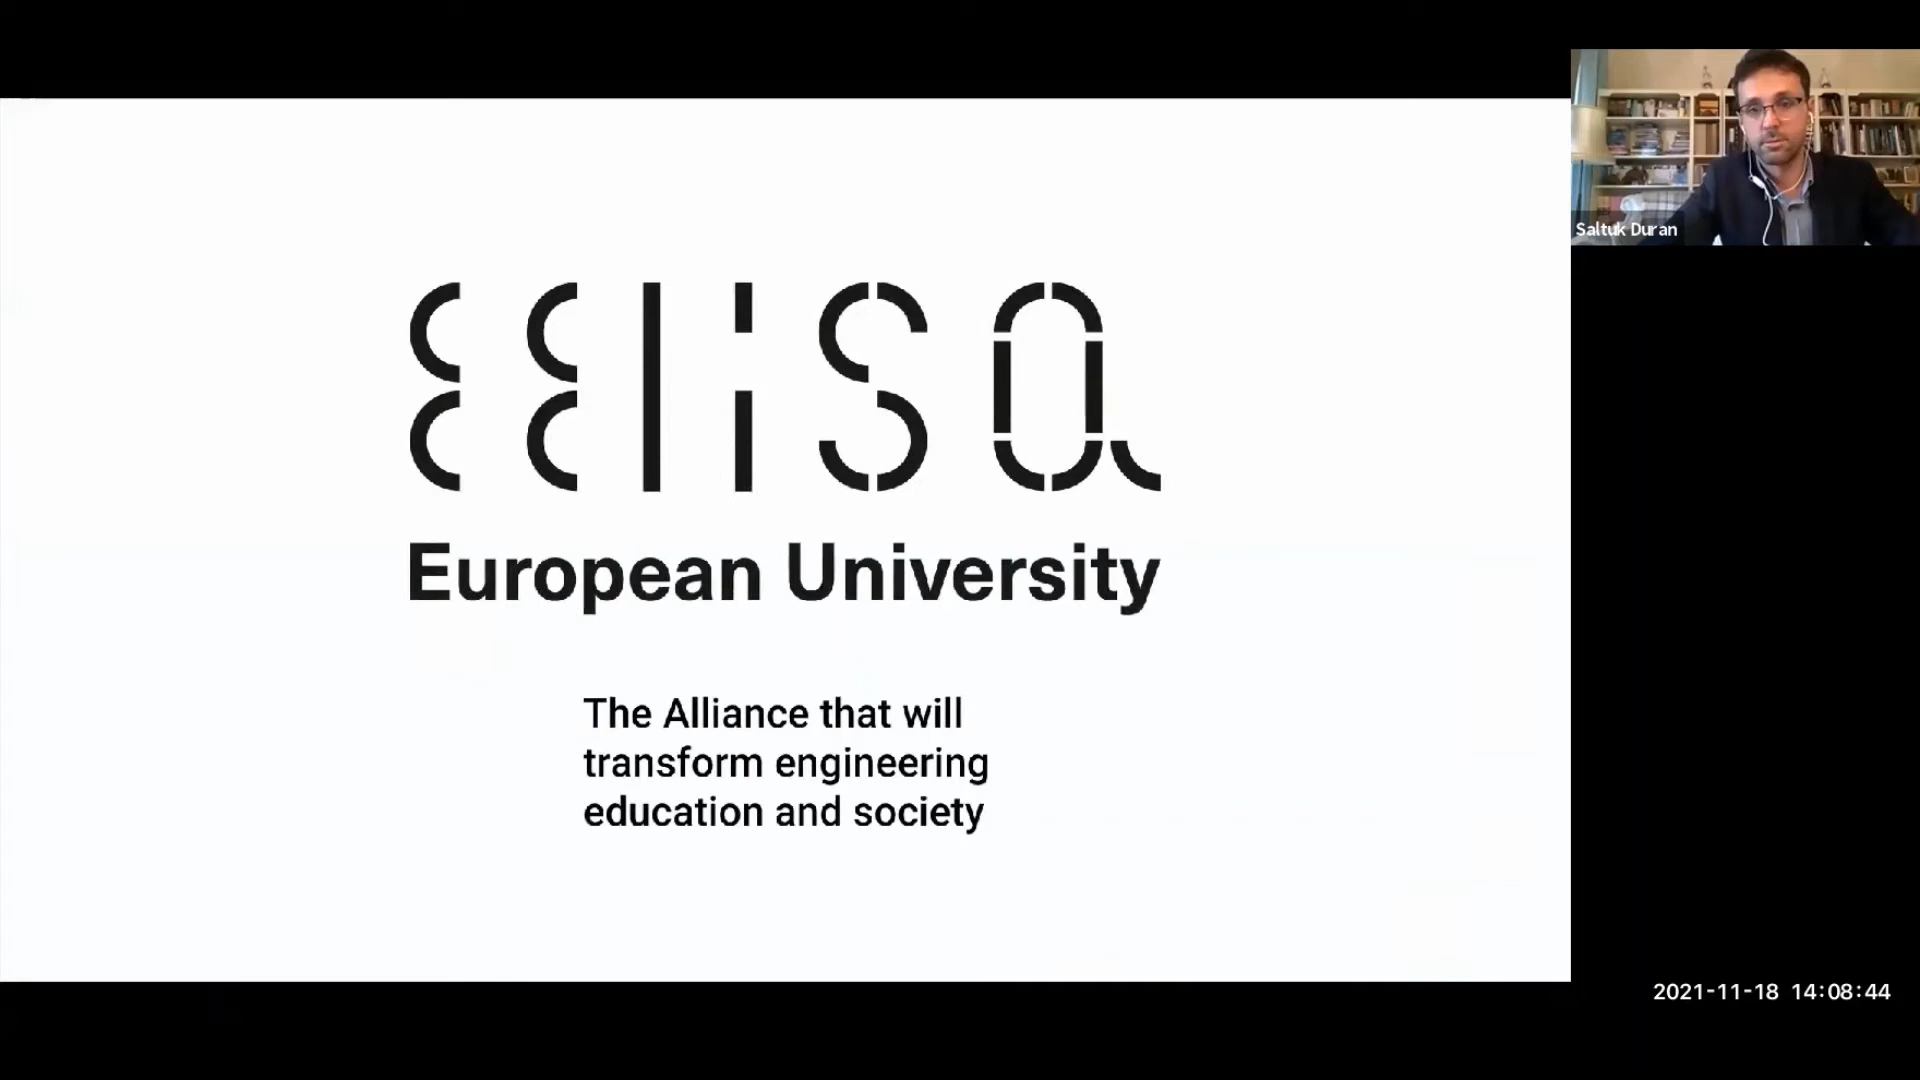 EELiSa
European University
The Alliance that will
transform engineering
education and society
Saltuk Duran
2021-11-18 14:08:44